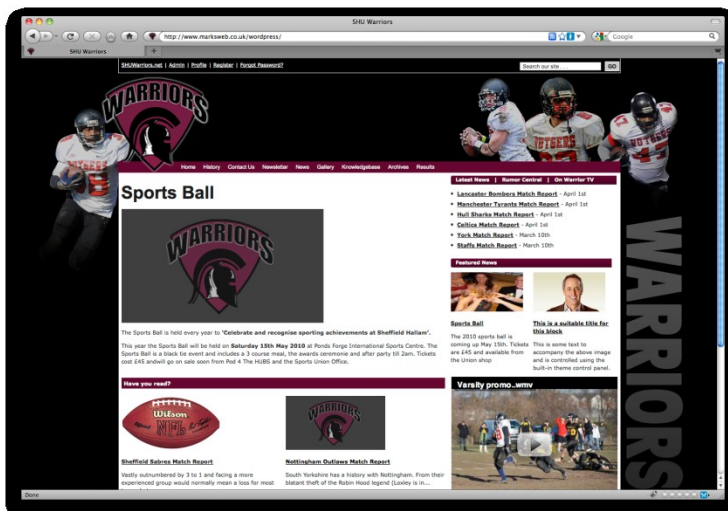 SHU Warriors
http://www.marksweb.co.uk/wordpress/
Google
SHU Warriors
SHUWarriors.net | Admin | Profile | Register | Forgot Password?
Search our site . . .
GO
WARRIORS
RUTGERS
RUTGERS
47
Home History Contact Us Newsletter News Gallery Knowledgebase Archives Results
Sports Ball
WARRIORS
The Sports Ball is held every year to 'Celebrate and recognise sporting achievements at Sheffield Hallam'.
This year the Sports Ball will be held on Saturday 15th May 2010 at Ponds Forge International Sports Centre. The
Sports Ball is a black tie event and includes a 3 course meal, the awards ceremonie and after party till 2am. Tickets
cost £45 andwill go on sale soon from Pod 4 The HUBS and the Sports Union Office.
Have you read?
Wilson
NFL
Sheffield Sabres Match Report
Vastly outnumbered by 3 to 1 and facing a more
experienced group would normally mean a loss for most
WARRIORS
Nottingham Outlaws Match Report
South Yorkshire has a history with Nottingham. From their
blatant theft of the Robin Hood legend (Loxley is in...
Latest News | Rumor Central | On Warrior TV
Lancaster Bombers Match Report - April 1st
Manchester Tyrants Match Report - April 1st
Hull Sharks Match Report - April 1st
Celtics Match Report - April 1st
York Match Report - March 10th
Staffs Match Report - March 10th
Featured News
Sports Ball
The 2010 sports ball is
coming up May 15th. Tickets
are £45 and available from
the Union shop
This is a suitable title for
this block
This is some text to
accompany the above image
and is controlled using the
built-in theme control panel.
Varsity promo..wmv
WARRIORS
Done